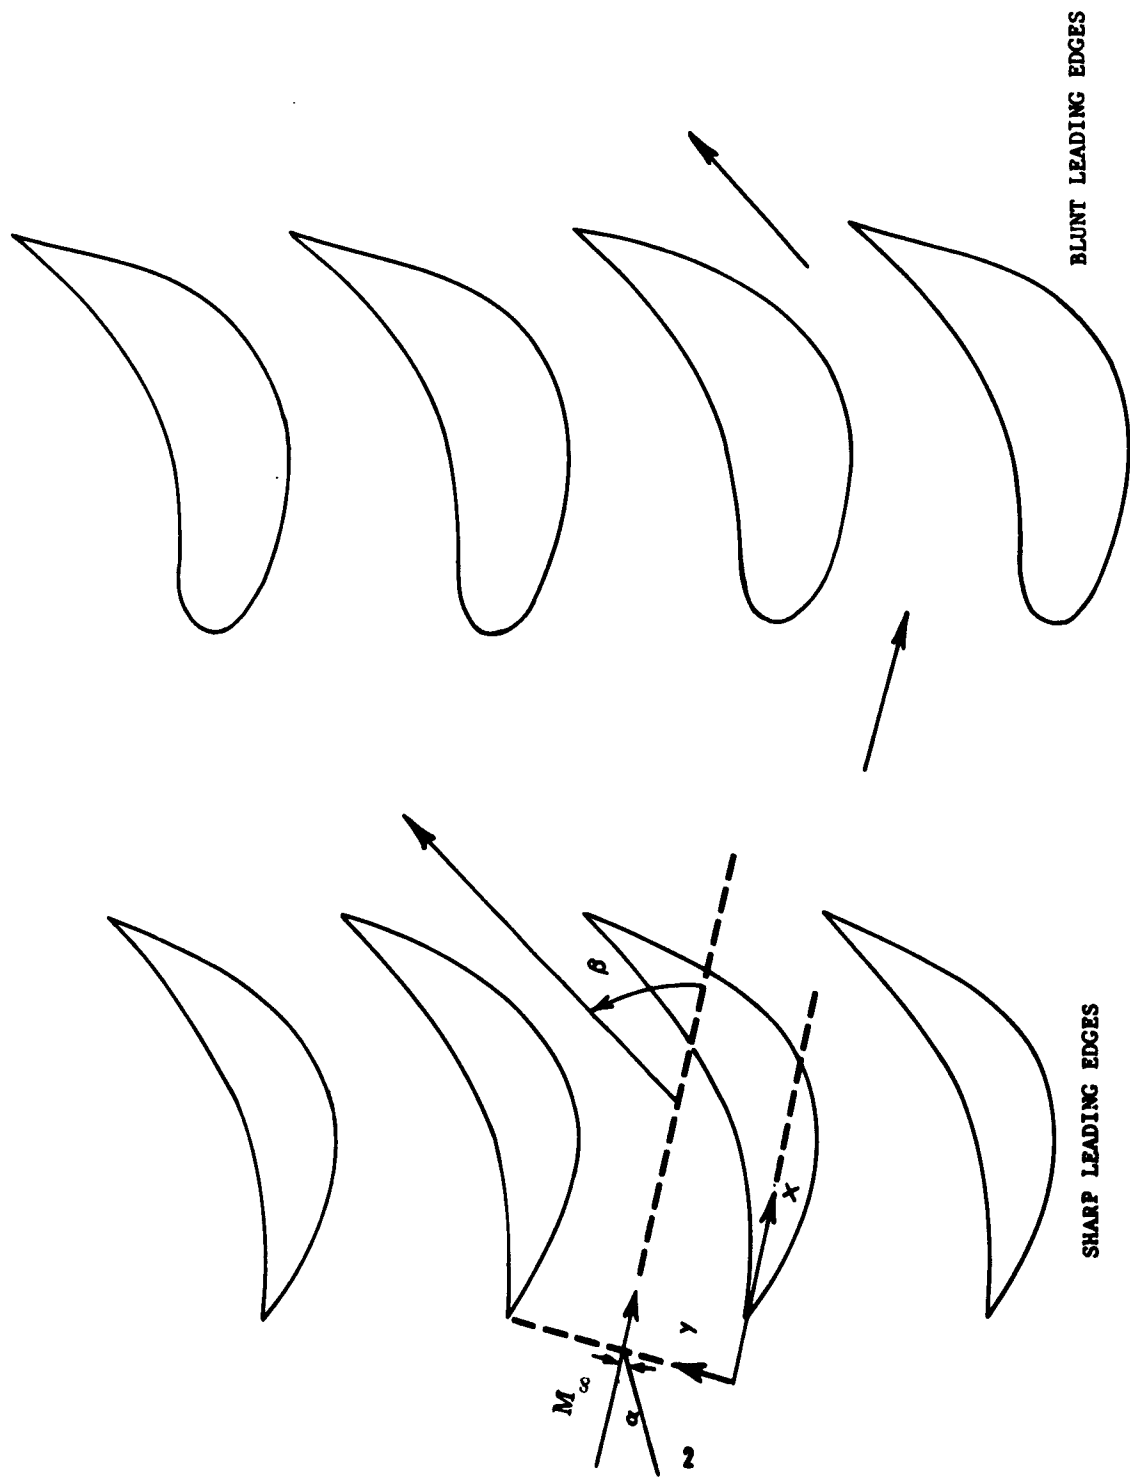 BLUNT LEADING EDGES
β
SHARP LEADING EDGES
X
y
M∞
α
2